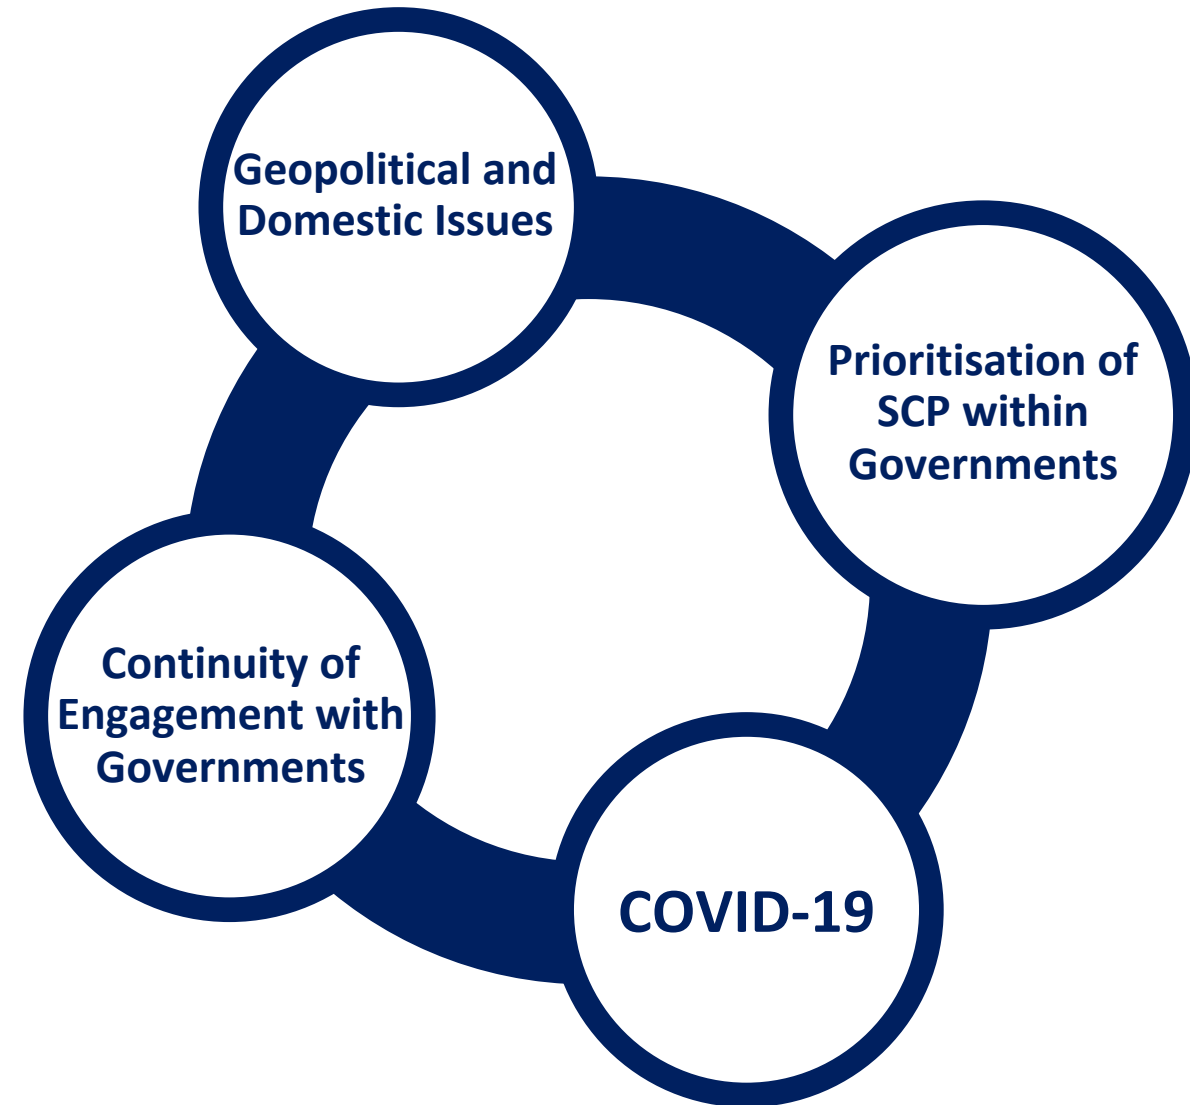 Geopolitical and
Domestic Issues
Prioritisation of
SCP within
Governments
Continuity of
Engagement with
Governments
COVID-19